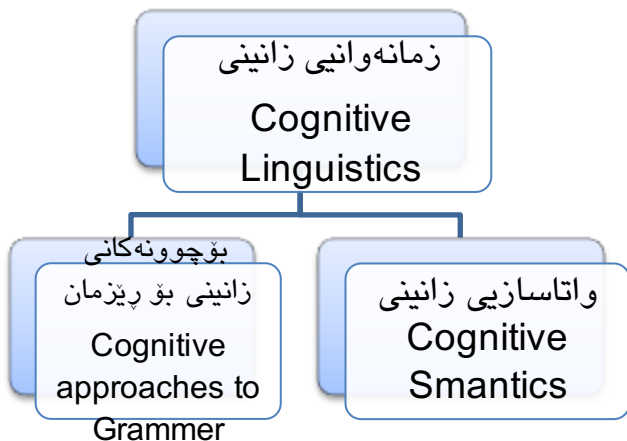 زمانەوانیی زانینی
Cognitive
Linguistics
بۆچوونەکانی
زانینی بۆ ڕێزمان
Cognitive
approaches to
Grammer
واتاسازیی زانینی
Cognitive
Smantics